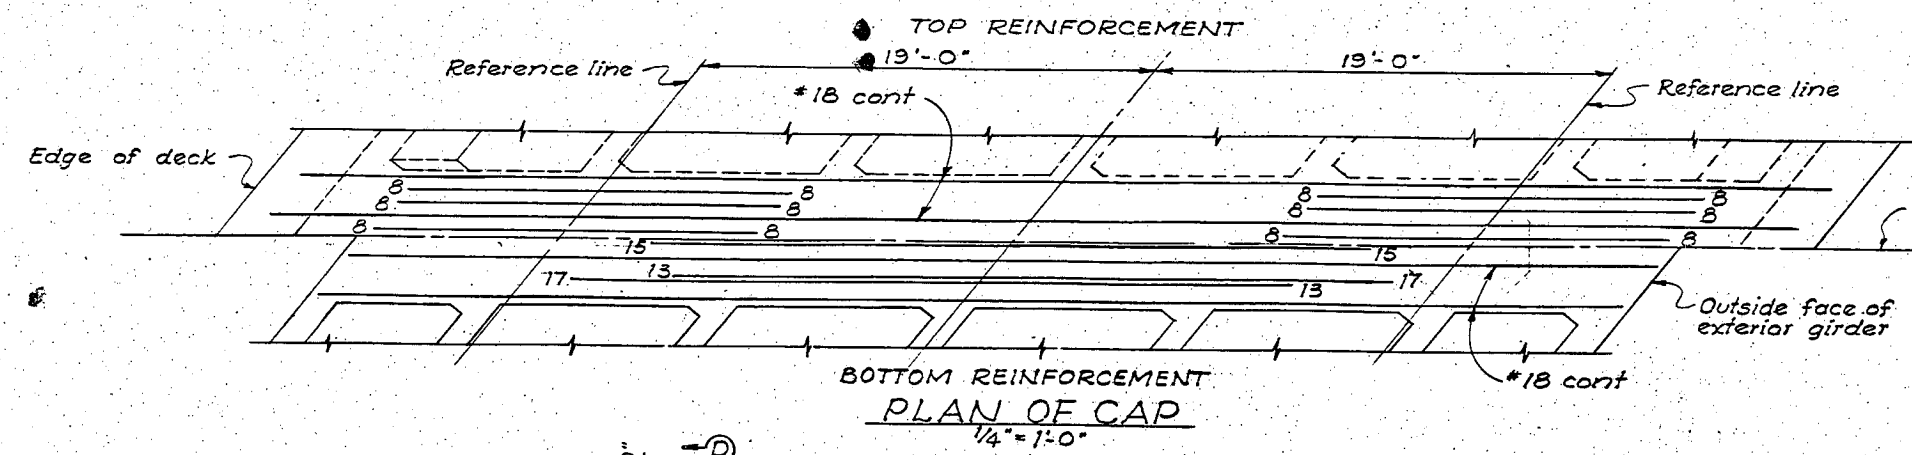 TOP REINFORCEMENT
19'-0" 19'-0"
Reference line
#18 cont
Reference line
Edge of deck
8 8 8 8
8 8 8 8
8 8 8 8
15 15
17 13 13 17
Outside face of
exterior girder
#18 cont
BOTTOM REINFORCEMENT
PLAN OF CAP
1/4" = 1'-0"
D